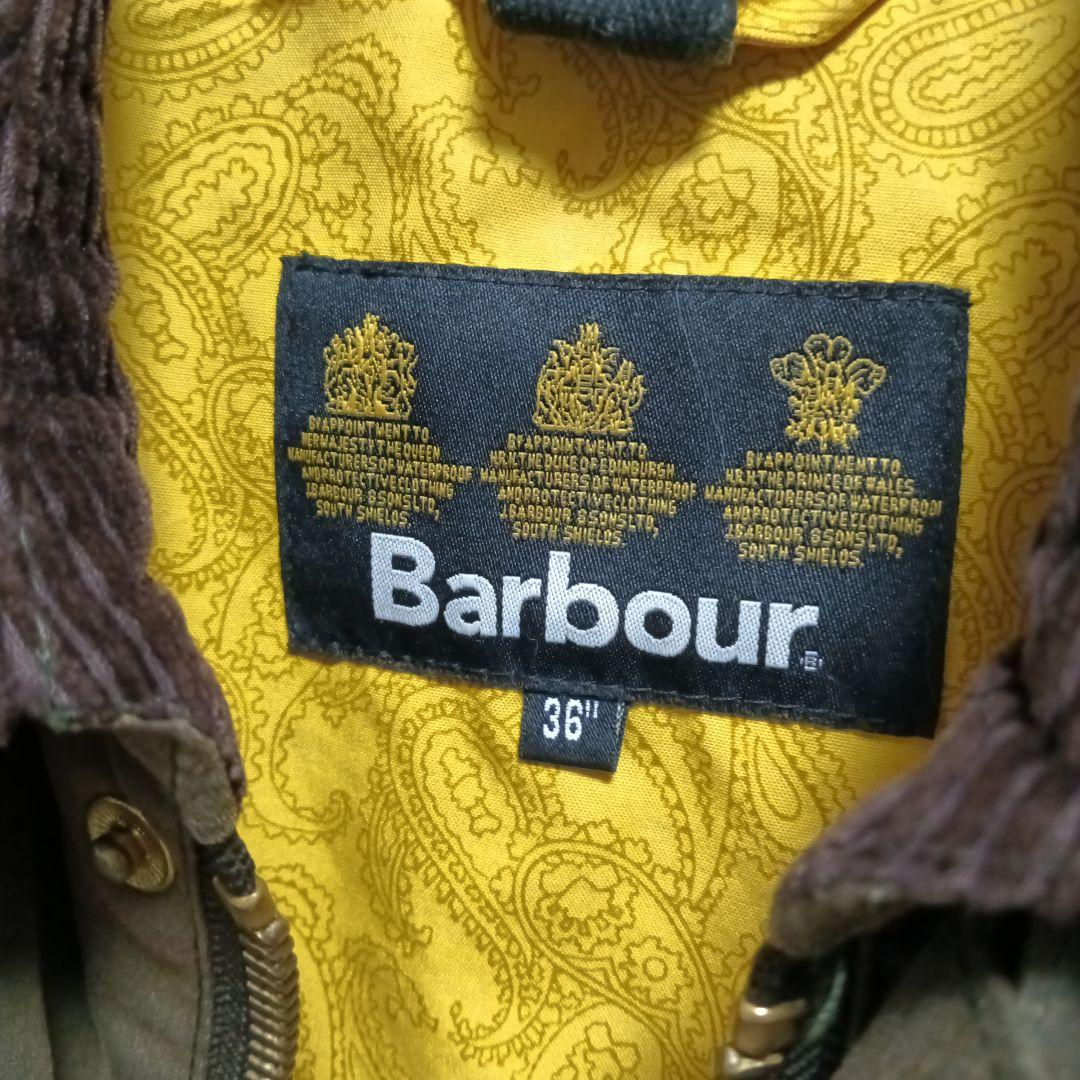 BY APPOINTMENT TO
HER MAJESTY THE QUEEN
MANUFACTURERS OF WATERPROOF
AND PROTECTIVE CLOTHING
J.BARBOUR & SONS LTD,
SOUTH SHIELDS.
BY APPOINTMENT TO
H.R.H. THE DUKE OF EDINBURGH
MANUFACTURERS OF WATERPROOF
AND PROTECTIVE CLOTHING
J.BARBOUR & SONS LTD,
SOUTH SHIELDS.
BY APPOINTMENT TO
H.R.H. THE PRINCE OF WALES
MANUFACTURERS OF WATERPROOF
AND PROTECTIVE CLOTHING
J.BARBOUR & SONS LTD,
SOUTH SHIELDS.
Barbour®
36"